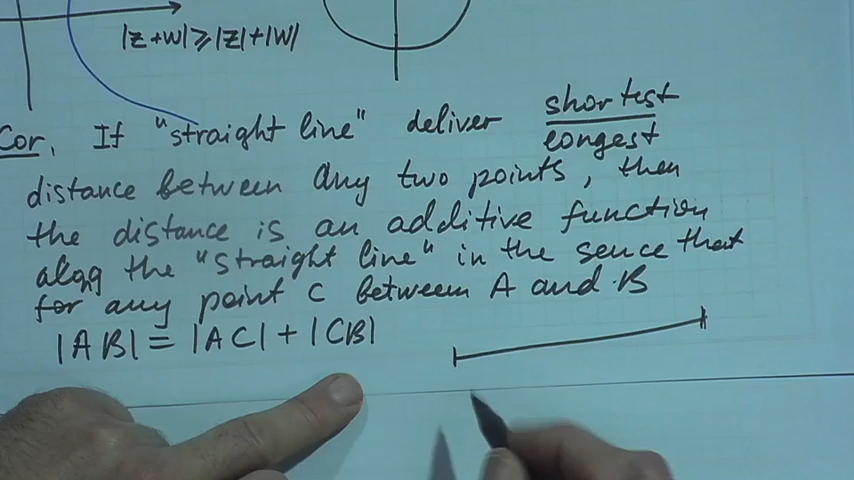 |z+w|⩾|z|+|w|
Cor. If "straight line" deliver shortest
longest
distance between any two points, then
the distance is an additive function
along the "straight line" in the sence that
for any point C between A and B
|AB|=|AC|+|CB|